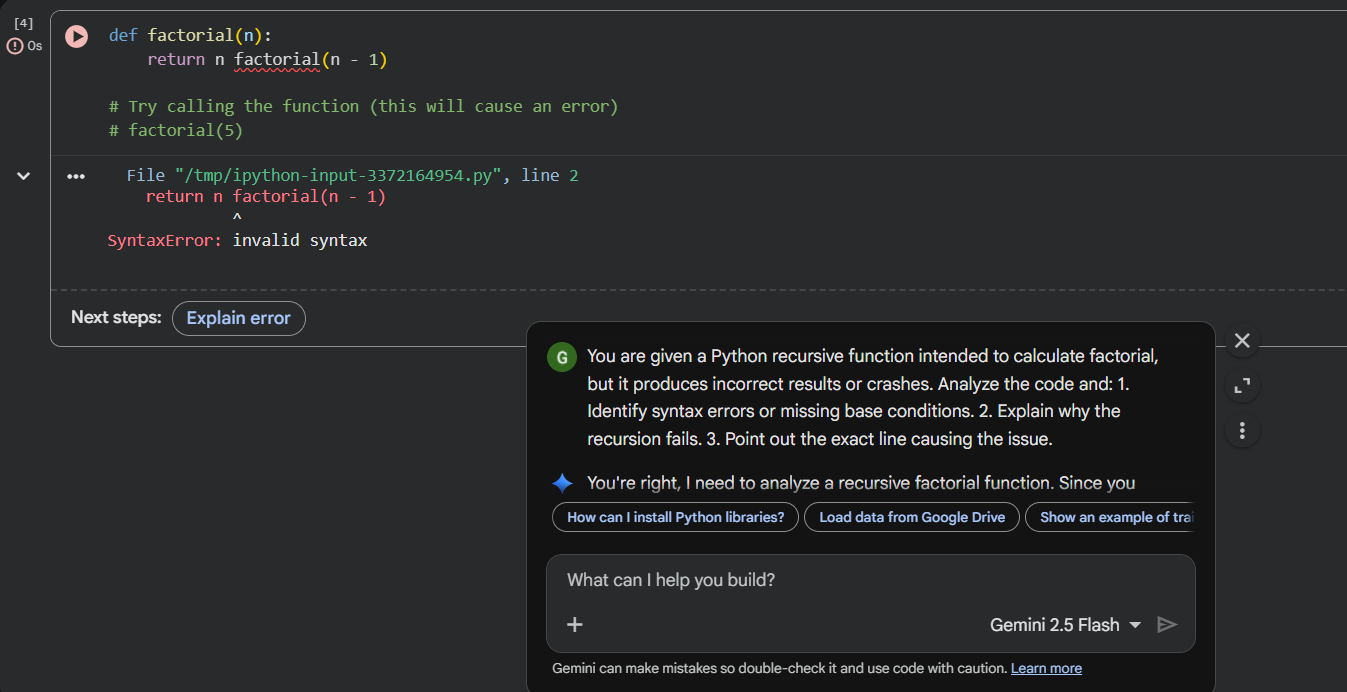 [4]
0s
def factorial(n):
    return n factorial(n - 1)
# Try calling the function (this will cause an error)
# factorial(5)
File "/tmp/ipython-input-3372164954.py", line 2
    return n factorial(n - 1)
             ^
SyntaxError: invalid syntax
Next steps: Explain error
G
You are given a Python recursive function intended to calculate factorial,
but it produces incorrect results or crashes. Analyze the code and: 1.
Identify syntax errors or missing base conditions. 2. Explain why the
recursion fails. 3. Point out the exact line causing the issue.
You're right, I need to analyze a recursive factorial function. Since you
How can I install Python libraries? Load data from Google Drive Show an example of trai
What can I help you build?
Gemini 2.5 Flash
Gemini can make mistakes so double-check it and use code with caution. Learn more